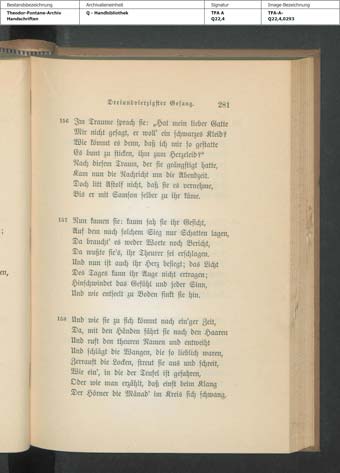 Bestandsbezeichnung
Archivalieneinheit
Signatur
Image-Bezeichnung
Theodor-Fontane-Archiv
Handschriften
Q - Handbibliothek
TFA A
Q22,4
TFA-A-
Q22,4,0293
Dreiundvierzigster Gesang. 281
156 Im Traume sprach sie: „Hat mein lieber Gatte
Mir nicht gesagt, er woll' ein schwarzes Kleid?
Wie kömmt es denn, daß ich mir so gestatte
Es bunt zu sticken, ihm zum Herzeleid?"
Nach diesem Traum, der sie geängstigt hatte,
Kam nun die Nachricht um die Abendzeit.
Doch litt Astolf nicht, daß sie es vernehme,
Bis er mit Samson selber zu ihr käme.
157 Nun kamen sie: kaum sah sie ihr Gesicht,
Auf dem nach solchem Sieg nur Schatten lagen,
Da braucht' es weder Worte noch Bericht,
Da wußte sie's, ihr Theurer sei erschlagen.
Und nun ist auch ihr Herz besiegt; das Licht
Des Tages kann ihr Auge nicht ertragen;
Hinschwindet das Gefühl und jeder Sinn,
Und wie entseelt zu Boden sinkt sie hin.
158 Und wie sie zu sich kömmt nach ein'ger Zeit,
Da, mit den Händen fährt sie nach den Haaren
Und ruft den theuren Namen und entweiht
Und schlägt die Wangen, die so lieblich waren,
Zerrauft die Locken, streut sie aus und schreit,
Wie ein', in die der Teufel ist gefahren,
Oder wie man erzählt, daß einst beim Klang
Der Hörner die Mänad' im Kreis sich schwang.